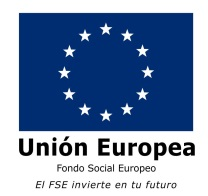 Unión Europea
Fondo Social Europeo
El FSE invierte en tu futuro